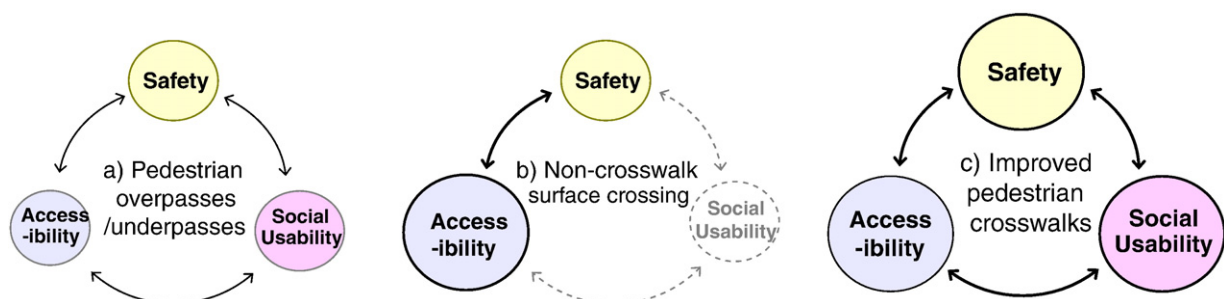 Safety
a) Pedestrian
overpasses
/underpasses
Access
-ibility
Social
Usability
Safety
b) Non-crosswalk
surface crossing
Access
-ibility
Social
Usability
Safety
c) Improved
pedestrian
crosswalks
Access
-ibility
Social
Usability